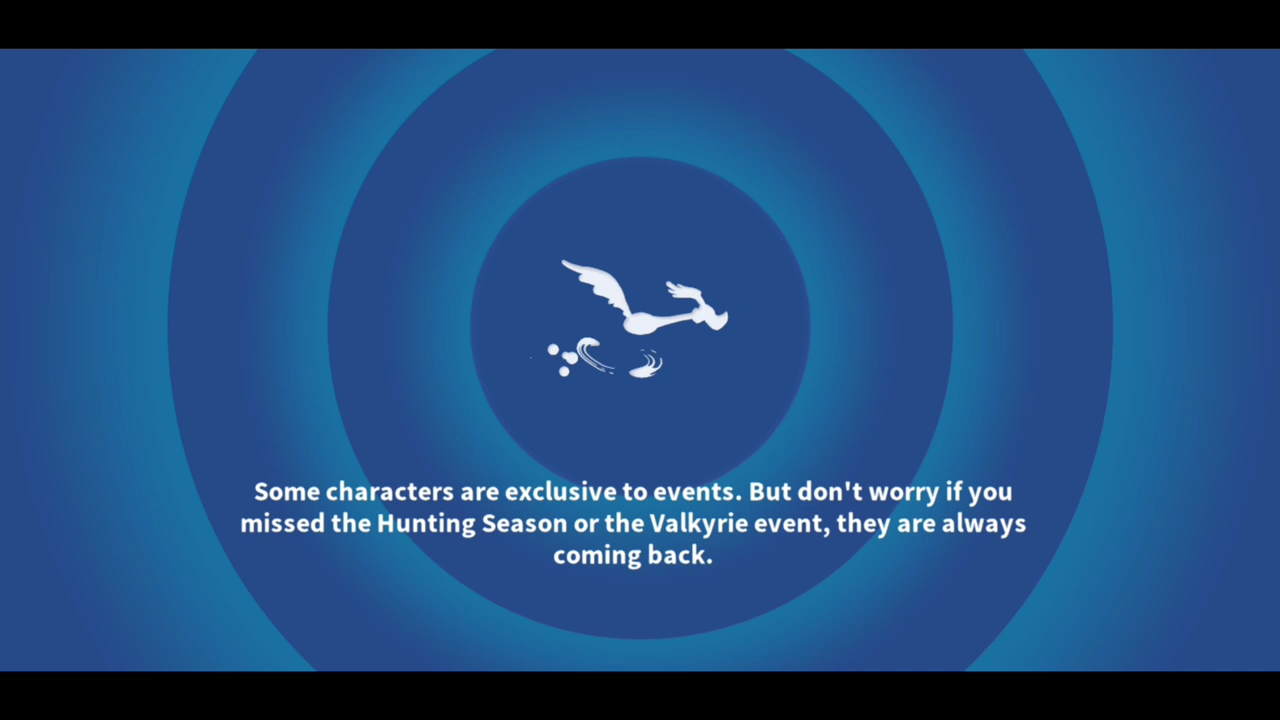 Some characters are exclusive to events. But don't worry if you
missed the Hunting Season or the Valkyrie event, they are always
coming back.